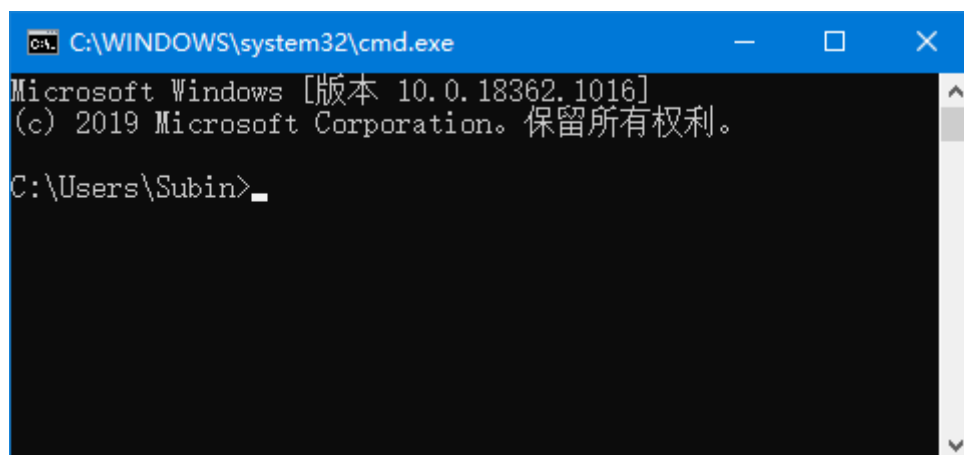 C:\WINDOWS\system32\cmd.exe
Microsoft Windows [版本 10.0.18362.1016]
(c) 2019 Microsoft Corporation。保留所有权利。
C:\Users\Subin>